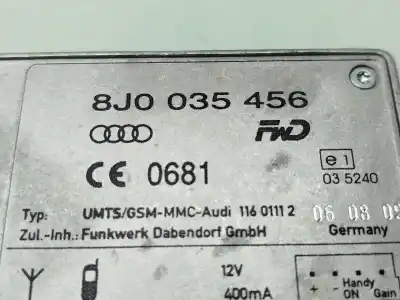 8J0 035 456
FWD
CE 0681
e1
03 5240
Typ: UMTS/GSM-MMC-Audi 116 0111 2
Zul.-Inh.: Funkwerk Dabendorf GmbH
06 08 09
Germany
12V
400mA
+ - Handy Gain
ON